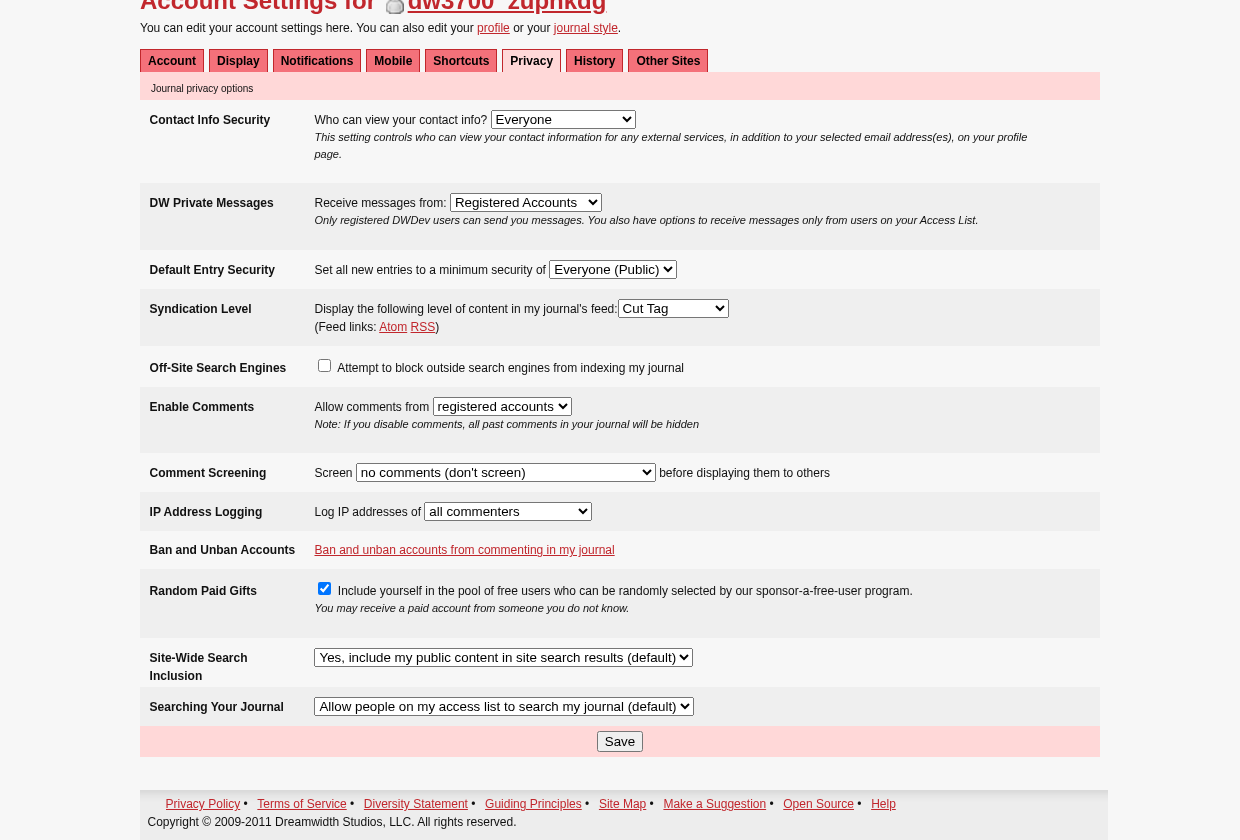 Account Settings for dw3700_zupnkdg
You can edit your account settings here. You can also edit your profile or your journal style.
Account Display Notifications Mobile Shortcuts Privacy History Other Sites
Journal privacy options
Contact Info Security
Who can view your contact info? Everyone
This setting controls who can view your contact information for any external services, in addition to your selected email address(es), on your profile
page.
DW Private Messages
Receive messages from: Registered Accounts
Only registered DWDev users can send you messages. You also have options to receive messages only from users on your Access List.
Default Entry Security
Set all new entries to a minimum security of Everyone (Public)
Syndication Level
Display the following level of content in my journal's feed: Cut Tag
(Feed links: Atom RSS)
Off-Site Search Engines
Attempt to block outside search engines from indexing my journal
Enable Comments
Allow comments from registered accounts
Note: If you disable comments, all past comments in your journal will be hidden
Comment Screening
Screen no comments (don't screen) before displaying them to others
IP Address Logging
Log IP addresses of all commenters
Ban and Unban Accounts
Ban and unban accounts from commenting in my journal
Random Paid Gifts
Include yourself in the pool of free users who can be randomly selected by our sponsor-a-free-user program.
You may receive a paid account from someone you do not know.
Site-Wide Search
Inclusion
Yes, include my public content in site search results (default)
Searching Your Journal
Allow people on my access list to search my journal (default)
Save
Privacy Policy • Terms of Service • Diversity Statement • Guiding Principles • Site Map • Make a Suggestion • Open Source • Help
Copyright © 2009-2011 Dreamwidth Studios, LLC. All rights reserved.